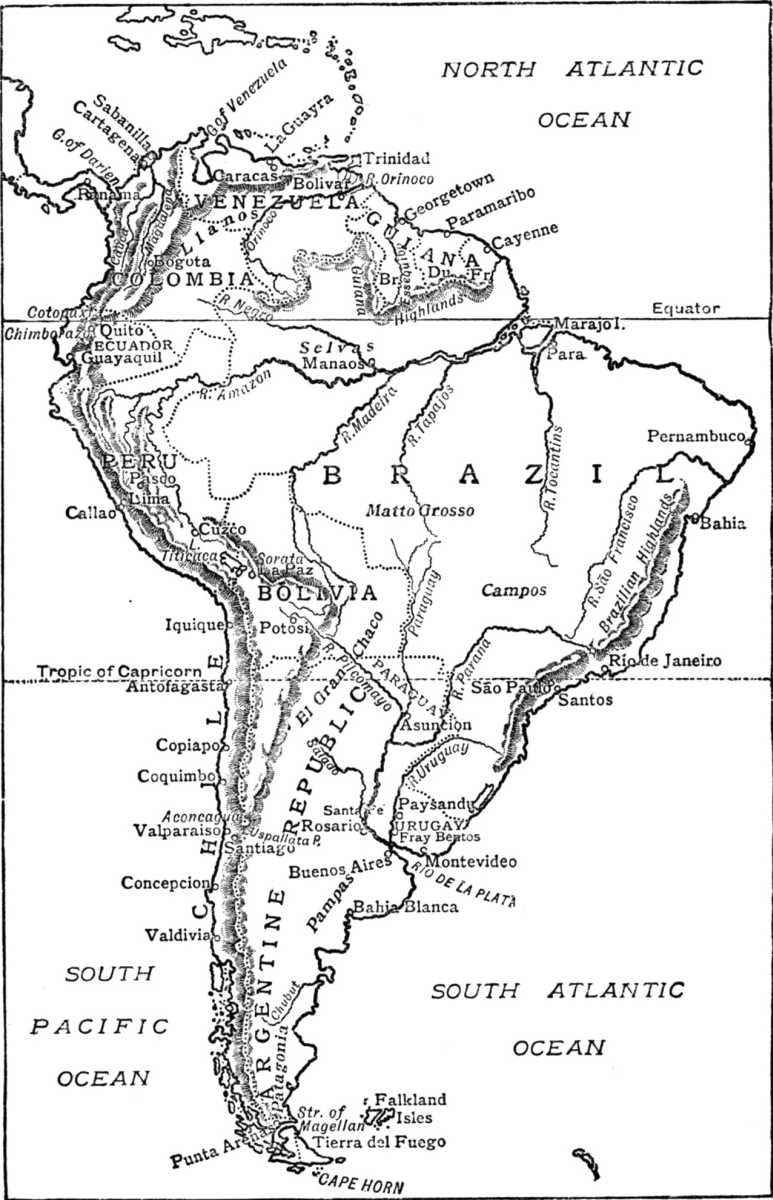 NORTH ATLANTIC
OCEAN
G. of Venezuela
La Guayra
Sabanilla
Cartagena
G. of Darien
Panama
Trinidad
Caracas
Bolivar
R. Orinoco
VENEZUELA
Georgetown
Paramaribo
Cayenne
GUIANA
Llanos
Orinoco
Cauca
Magdalena
Bogota
COLOMBIA
Br.
Essequibo
Du.
Fr.
Guiana
Highlands
R. Negro
Cotopaxi
Equator
Chimborazo
Quito
ECUADOR
Guayaquil
Marajo I.
Para
Selvas
Manaos
R. Amazon
R. Madeira
R. Tapajos
R. Tocantins
Pernambuco
PERU
Pasco
Lima
Callao
BRAZIL
Matto Grosso
Bahia
R. São Francisco
Brazilian Highlands
Cuzco
L.
Titicaca
Sorata
La Paz
BOLIVIA
Campos
Paraguay
Iquique
Potosi
R. Pilcomayo
El Gran Chaco
PARAGUAY
R. Parana
Rio de Janeiro
Tropic of Capricorn
Antofagasta
São Paulo
Santos
Asuncion
Copiapo
Salado
R. Uruguay
Coquimbo
Aconcagua
Santa Fe
Paysandu
Valparaiso
Uspallata P.
Rosario
URUGAY
Fray Bentos
Santiago
Buenos Aires
Montevideo
RIO DE LA PLATA
CHILE
ARGENTINE REPUBLIC
Concepcion
Pampas
Bahia Blanca
Valdivia
SOUTH
PACIFIC
OCEAN
SOUTH ATLANTIC
OCEAN
Chubut
Patagonia
Falkland
Isles
Str. of
Magellan
Tierra del Fuego
Punta Arenas
CAPE HORN